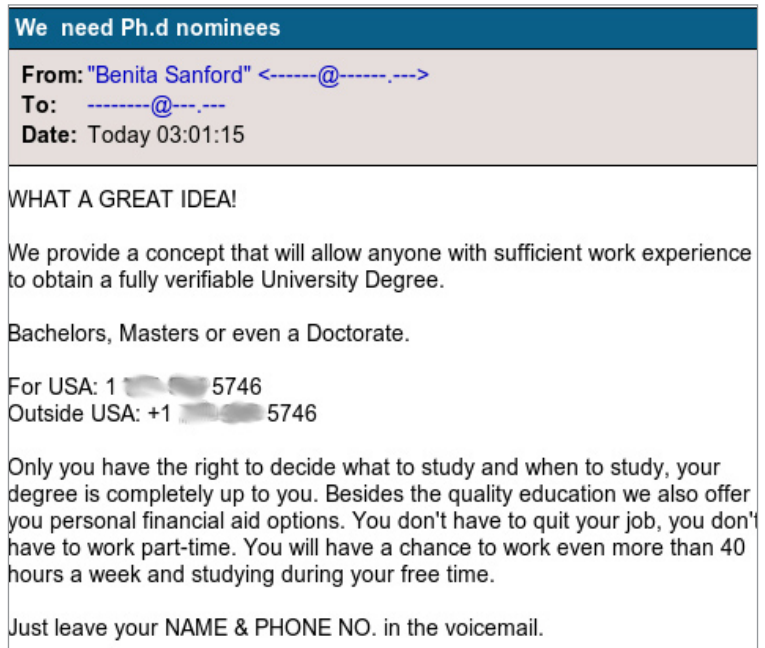 We  need Ph.d nominees
From: "Benita Sanford" <------@------.--->
To: --------@---.---
Date: Today 03:01:15
WHAT A GREAT IDEA!
We provide a concept that will allow anyone with sufficient work experience
to obtain a fully verifiable University Degree.
Bachelors, Masters or even a Doctorate.
For USA: 1 5746
Outside USA: +1 5746
Only you have the right to decide what to study and when to study, your
degree is completely up to you. Besides the quality education we also offer
you personal financial aid options. You don't have to quit your job, you don't
have to work part-time. You will have a chance to work even more than 40
hours a week and studying during your free time.
Just leave your NAME & PHONE NO. in the voicemail.